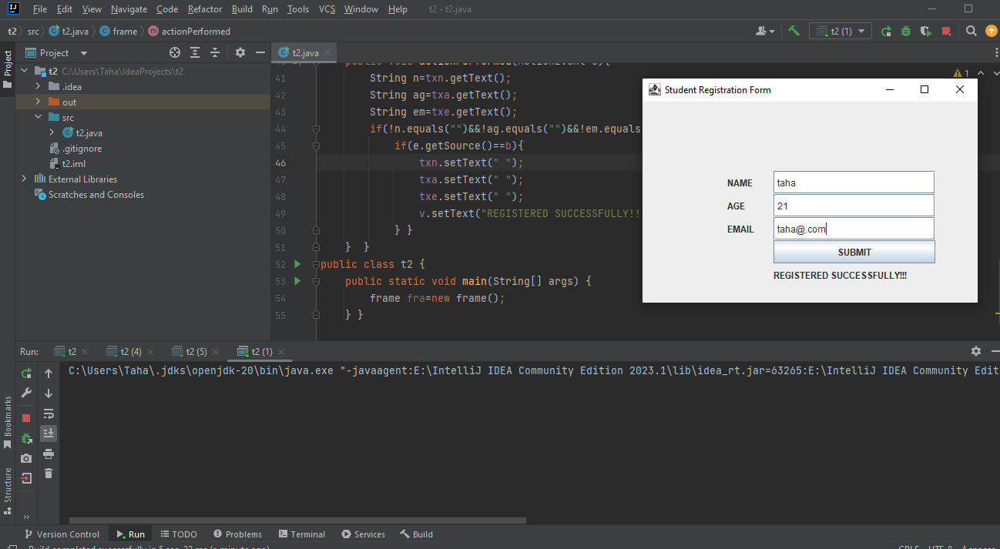 File Edit View Navigate Code Refactor Build Run Tools VCS Window Help t2 - t2.java
t2 src t2.java frame actionPerformed t2 (1)
Project
Project t2.java
t2 C:\Users\Taha\IdeaProjects\t2
.idea
out
src
t2.java
.gitignore
t2.iml
External Libraries
Scratches and Consoles
41 String n=txn.getText();
42 String ag=txa.getText();
43 String em=txe.getText();
44 if(!n.equals("")&&!ag.equals("")&&!em.equals
45 if(e.getSource()==b){
46 txn.setText(" ");
47 txa.setText(" ");
48 txe.setText(" ");
49 v.setText("REGISTERED SUCCESSFULLY!!
50 } }
51 } }
52 public class t2 {
53 public static void main(String[] args) {
54 frame fra=new frame();
55 } }
1
Student Registration Form
NAME taha
AGE 21
EMAIL taha@.com
SUBMIT
REGISTERED SUCCESSFULLY!!!
Run: t2 t2 (4) t2 (5) t2 (1)
C:\Users\Taha\.jdks\openjdk-20\bin\java.exe "-javaagent:E:\IntelliJ IDEA Community Edition 2023.1\lib\idea_rt.jar=63265:E:\IntelliJ IDEA Community Edit
Bookmarks
Structure
Version Control Run TODO Problems Terminal Services Build